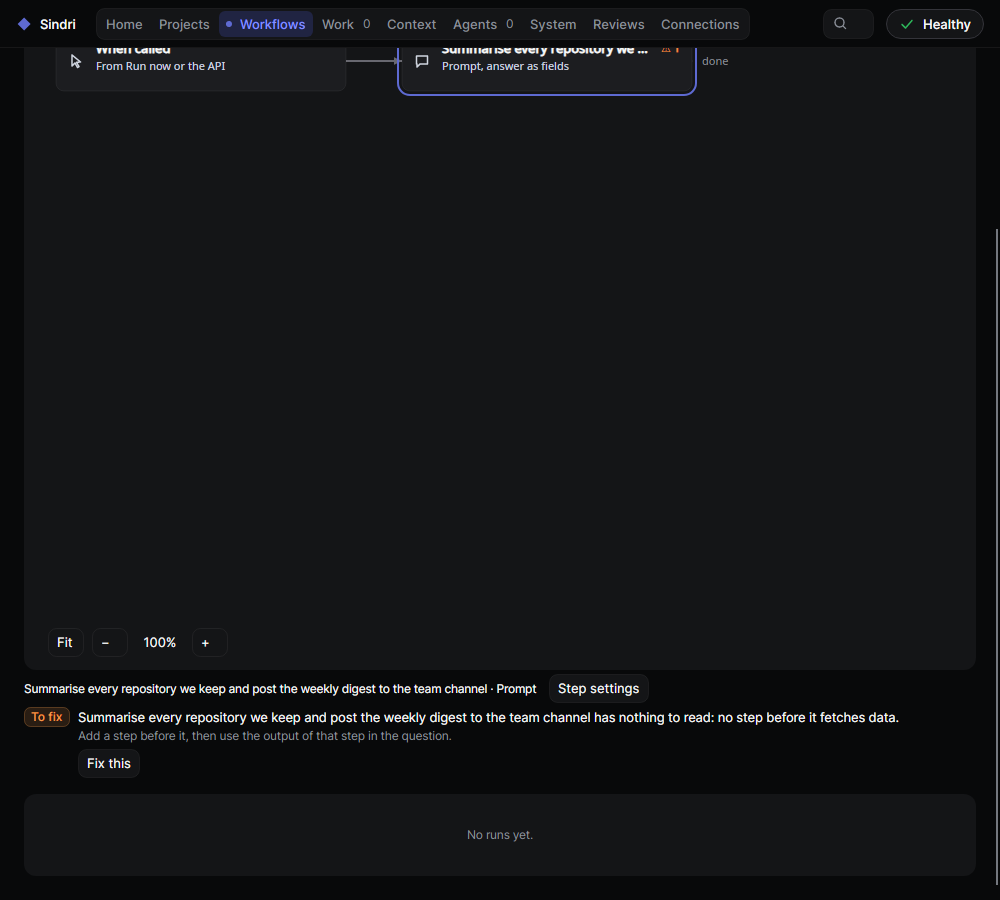 Sindri
Home Projects Workflows Work 0 Context Agents 0 System Reviews Connections
Healthy
When called
From Run now or the API
Summarise every repository we ...
Prompt, answer as fields
done
Fit − 100% +
Summarise every repository we keep and post the weekly digest to the team channel · Prompt Step settings
To fix Summarise every repository we keep and post the weekly digest to the team channel has nothing to read: no step before it fetches data.
Add a step before it, then use the output of that step in the question.
Fix this
No runs yet.